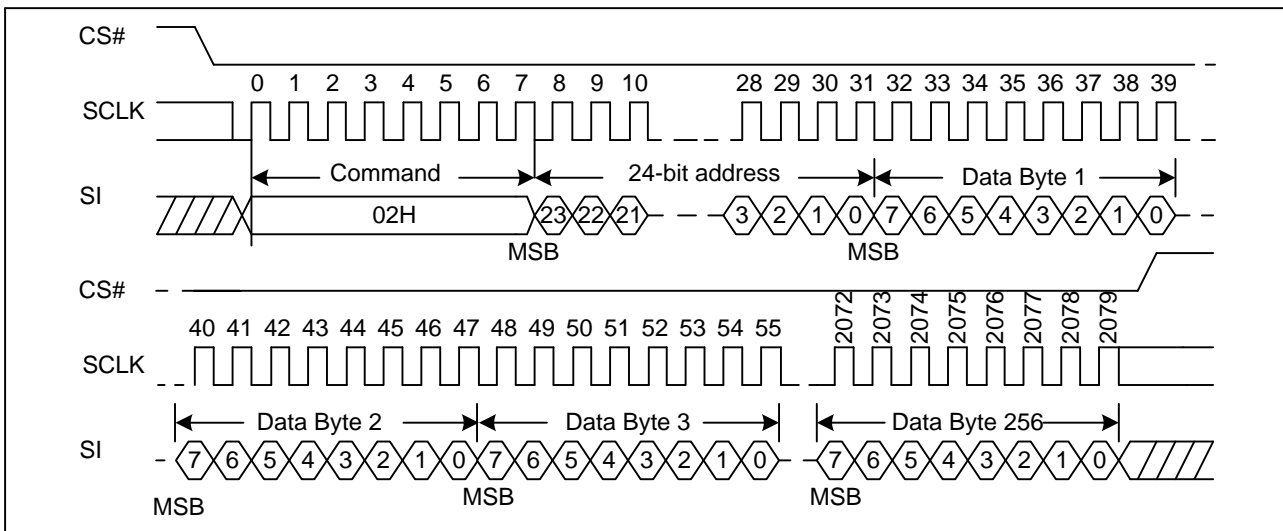 CS#
0 1 2 3 4 5 6 7 8 9 10 28 29 30 31 32 33 34 35 36 37 38 39
SCLK
Command 24-bit address Data Byte 1
SI
02H 23 22 21 3 2 1 0 7 6 5 4 3 2 1 0
MSB MSB
CS#
40 41 42 43 44 45 46 47 48 49 50 51 52 53 54 55 2072 2073 2074 2075 2076 2077 2078 2079
SCLK
Data Byte 2 Data Byte 3 Data Byte 256
SI
7 6 5 4 3 2 1 0 7 6 5 4 3 2 1 0 7 6 5 4 3 2 1 0
MSB MSB MSB